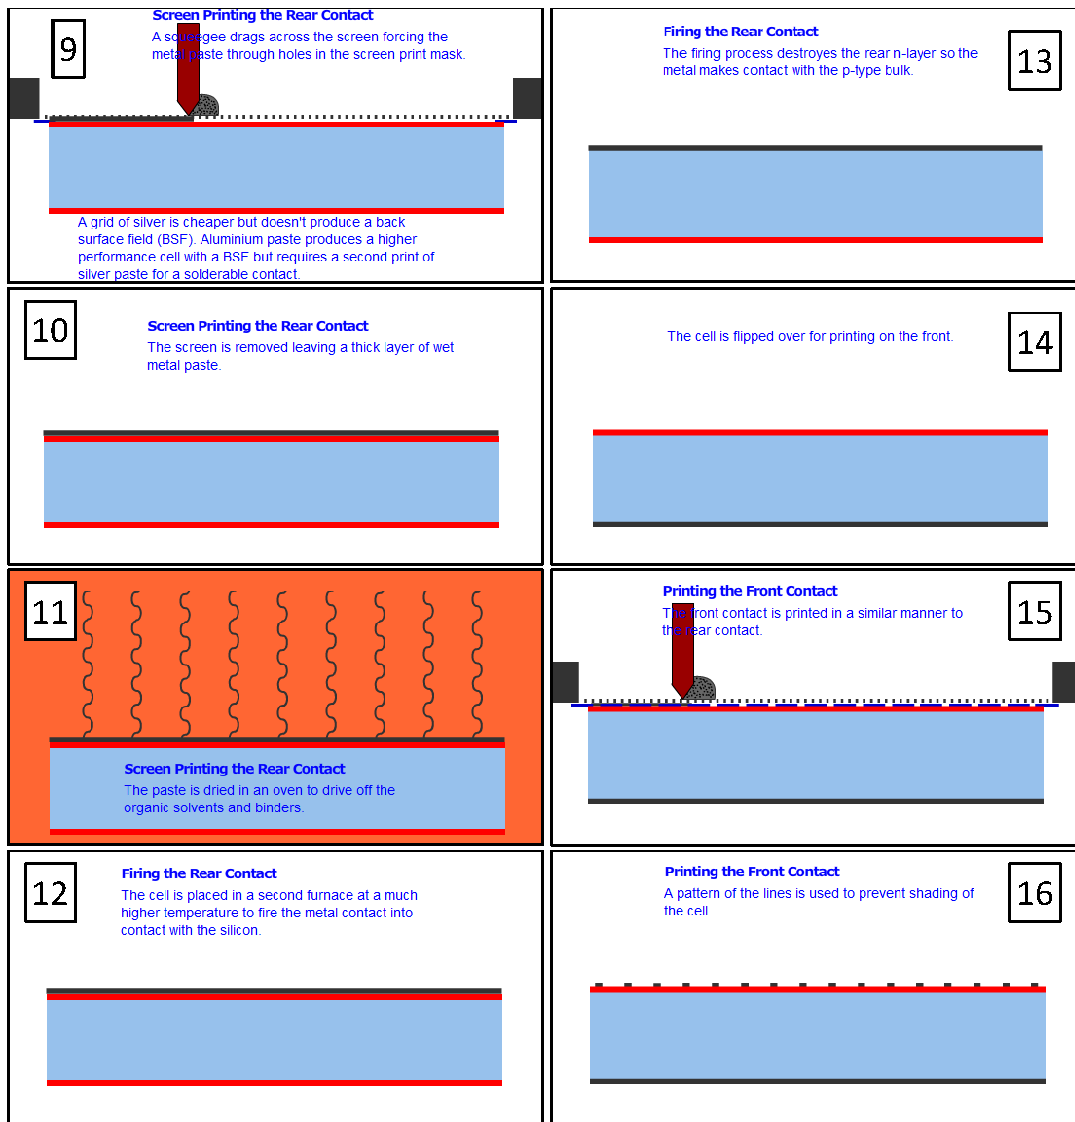 9
Screen Printing the Rear Contact
A squeegee drags across the screen forcing the
metal paste through holes in the screen print mask.
A grid of silver is cheaper but doesn't produce a back
surface field (BSF). Aluminium paste produces a higher
performance cell with a BSF but requires a second print of
silver paste for a solderable contact.
10
Screen Printing the Rear Contact
The screen is removed leaving a thick layer of wet
metal paste.
11
Screen Printing the Rear Contact
The paste is dried in an oven to drive off the
organic solvents and binders.
12
Firing the Rear Contact
The cell is placed in a second furnace at a much
higher temperature to fire the metal contact into
contact with the silicon.
13
Firing the Rear Contact
The firing process destroyes the rear n-layer so the
metal makes contact with the p-type bulk.
14
The cell is flipped over for printing on the front.
15
Printing the Front Contact
The front contact is printed in a similar manner to
the rear contact.
16
Printing the Front Contact
A pattern of the lines is used to prevent shading of
the cell